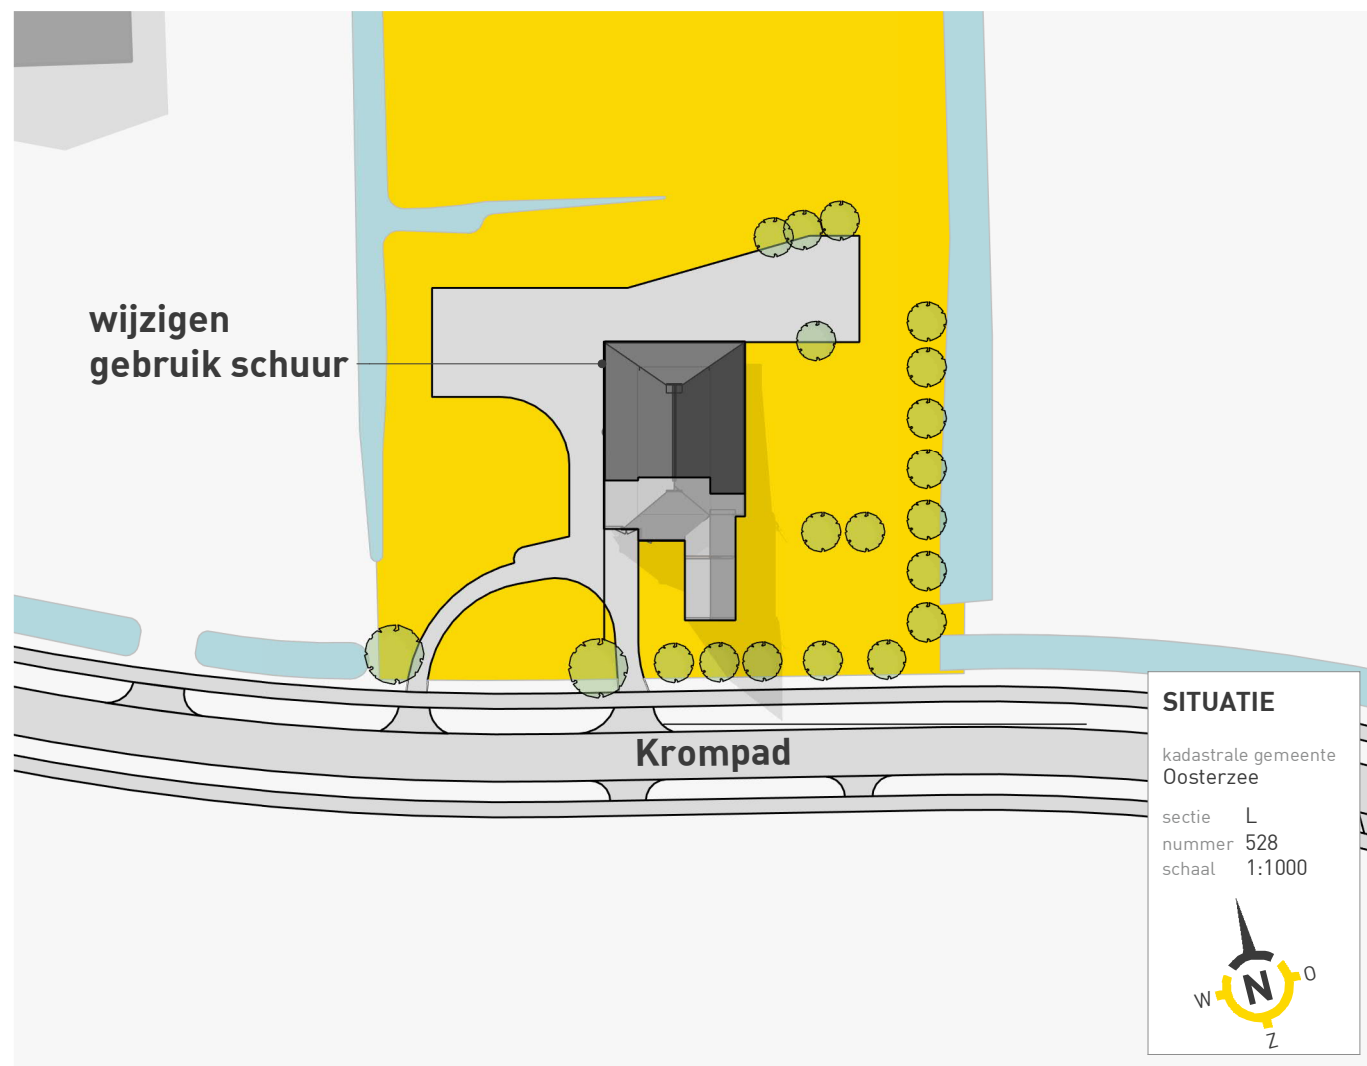 wijzigen
gebruik schuur
Krompad
SITUATIE
kadastrale gemeente
Oosterzee
sectie L
nummer 528
schaal 1:1000
N
O
W
Z